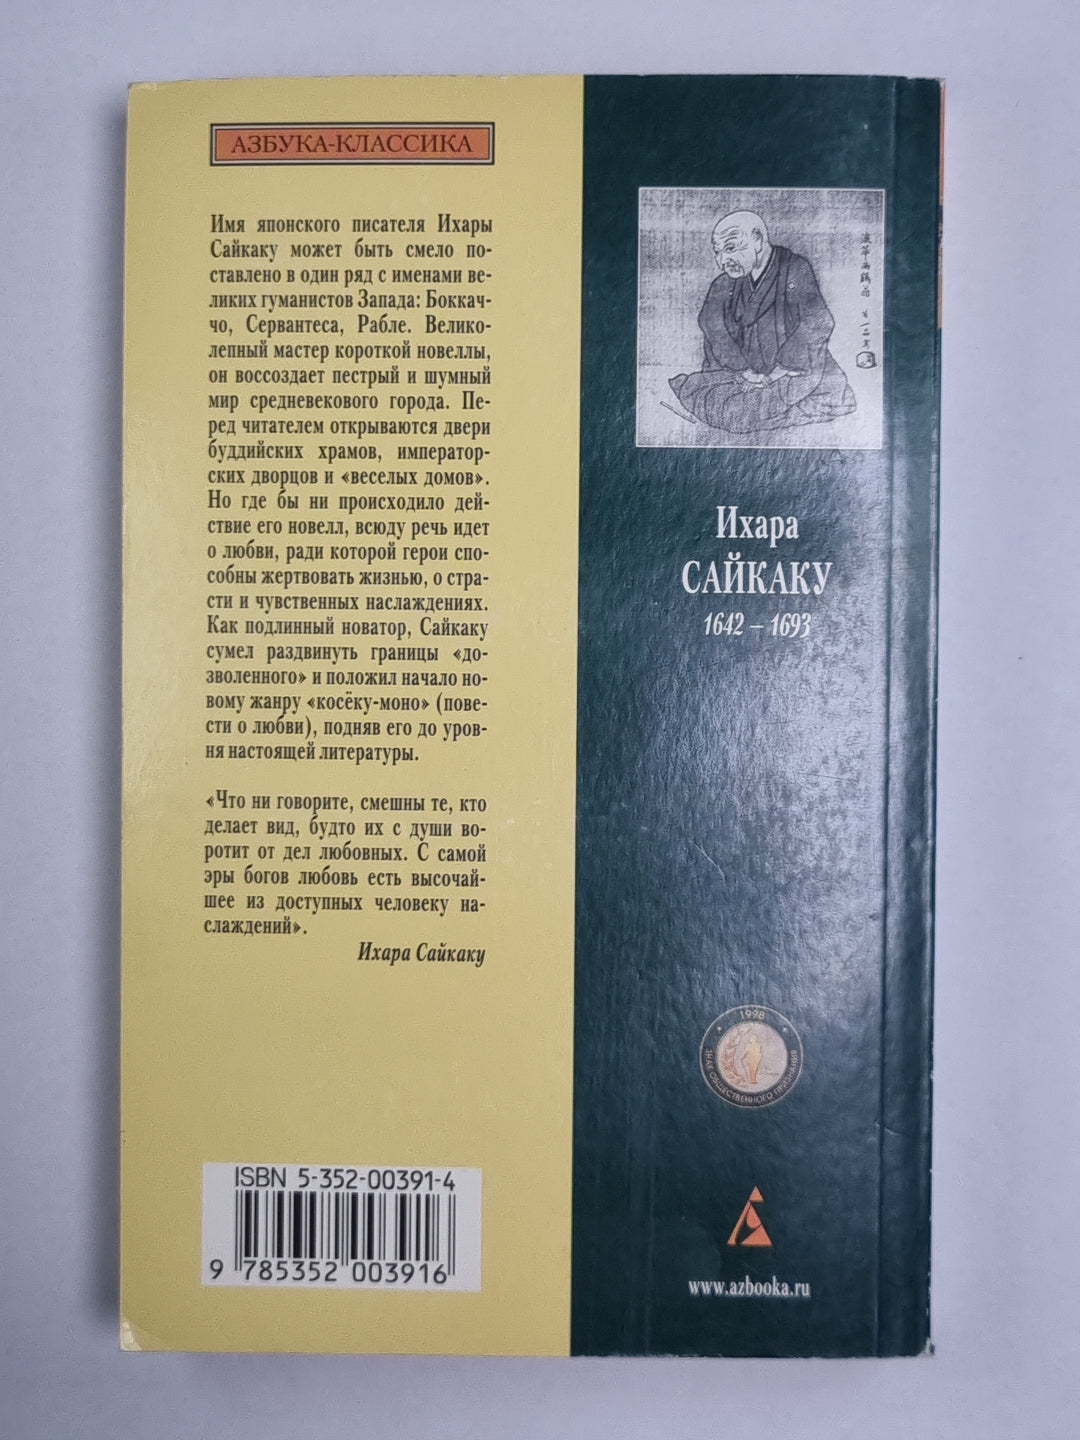 АЗБУКА-КЛАССИКА
Имя японского писателя Ихары
Сайкаку может быть смело по-
ставлено в один ряд с именами ве-
ликих гуманистов Запада: Боккач-
чо, Сервантеса, Рабле. Велико-
лепный мастер короткой новеллы,
он воссоздает пестрый и шумный
мир средневекового города. Пе-
ред читателем открываются двери
буддийских храмов, император-
ских дворцов и «веселых домов».
Но где бы ни происходило дей-
ствие его новелл, всюду речь идет
о любви, ради которой герои спо-
собны жертвовать жизнью, о стра-
сти и чувственных наслаждениях.
Как подлинный новатор, Сайкаку
сумел раздвинуть границы «до-
зволенного» и положил начало но-
вому жанру «косёку-моно» (пове-
сти о любви), подняв его до уров-
ня настоящей литературы.
«Что ни говорите, смешны те, кто
делает вид, будто их с души во-
ротит от дел любовных. С самой
эры богов любовь есть высочай-
шее из доступных человеку на-
слаждений».
Ихара Сайкаку
ISBN 5-352-00391-4
9 785352 003916
Ихара
САЙКАКУ
1642 – 1693
1998
ЗНАК ОБЩЕСТВЕННОГО ПРИЗНАНИЯ
www.azbooka.ru